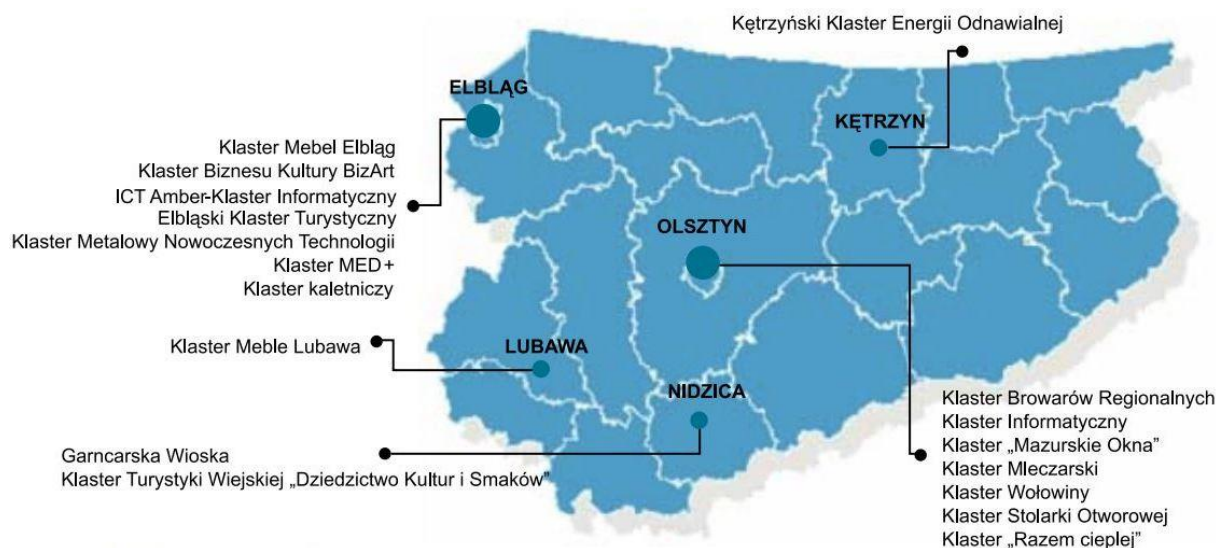 Kętrzyński Klaster Energii Odnawialnej
ELBLĄG
KĘTRZYN
Klaster Mebel Elbląg
Klaster Biznesu Kultury BizArt
ICT Amber-Klaster Informatyczny
Elbląski Klaster Turystyczny
Klaster Metalowy Nowoczesnych Technologii
Klaster MED+
Klaster kaletniczy
OLSZTYN
Klaster Meble Lubawa
LUBAWA
NIDZICA
Klaster Browarów Regionalnych
Klaster Informatyczny
Klaster „Mazurskie Okna”
Klaster Mleczarski
Klaster Wołowiny
Klaster Stolarki Otworowej
Klaster „Razem cieplej”
Garncarska Wioska
Klaster Turystyki Wiejskiej „Dziedzictwo Kultur i Smaków”